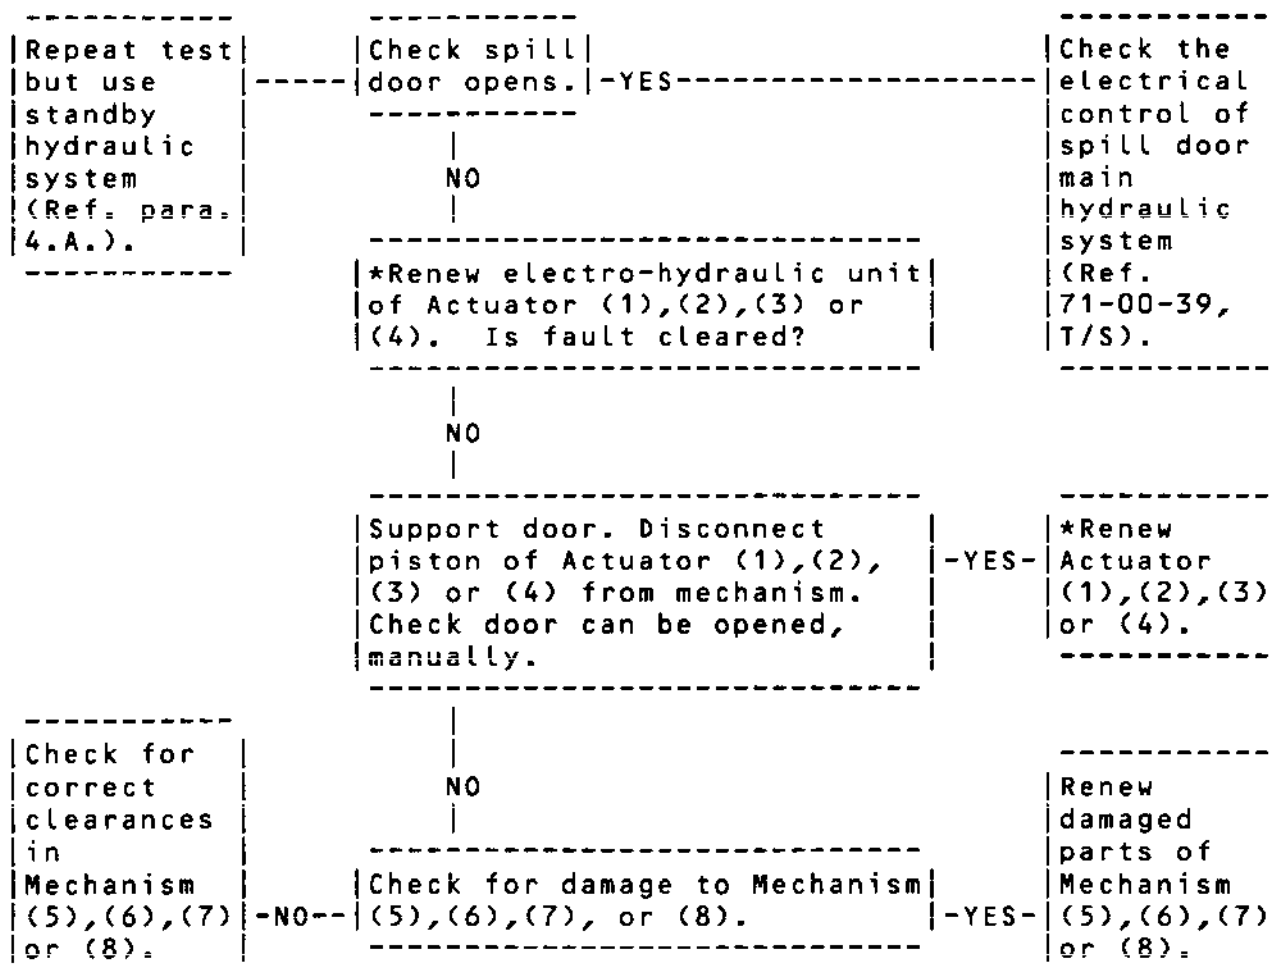 Repeat test
but use
standby
hydraulic
system
(Ref. para.
4.A.).
Check spill
door opens.
YES
Check the
electrical
control of
spill door
main
hydraulic
system
(Ref.
71-00-39,
T/S).
NO
*Renew electro-hydraulic unit
of Actuator (1),(2),(3) or
(4).  Is fault cleared?
NO
Support door. Disconnect
piston of Actuator (1),(2),
(3) or (4) from mechanism.
Check door can be opened,
manually.
YES
*Renew
Actuator
(1),(2),(3)
or (4).
NO
Check for
correct
clearances
in
Mechanism
(5),(6),(7)
or (8).
NO
Check for damage to Mechanism
(5),(6),(7), or (8).
YES
Renew
damaged
parts of
Mechanism
(5),(6),(7)
or (8).